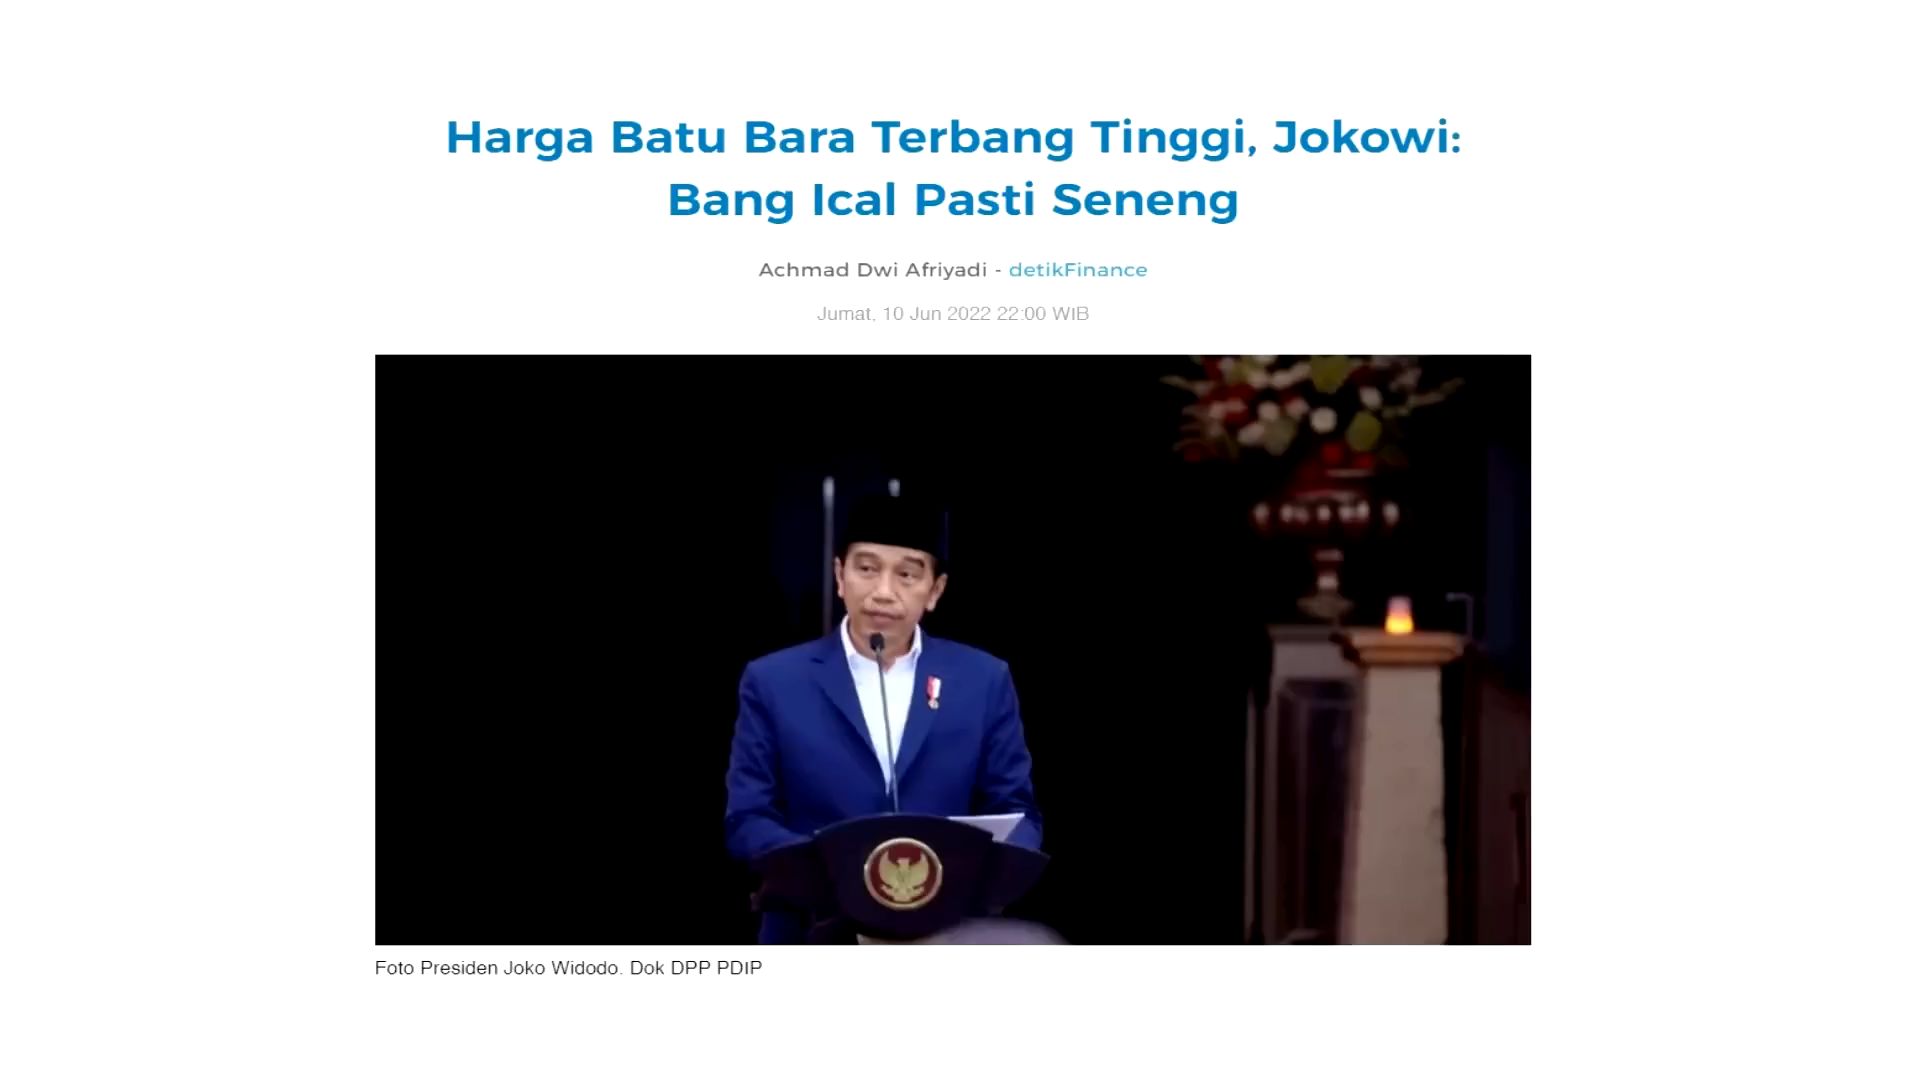 Harga Batu Bara Terbang Tinggi, Jokowi:
Bang Ical Pasti Seneng
Achmad Dwi Afriyadi - detikFinance
Jumat, 10 Jun 2022 22:00 WIB
Foto Presiden Joko Widodo. Dok DPP PDIP